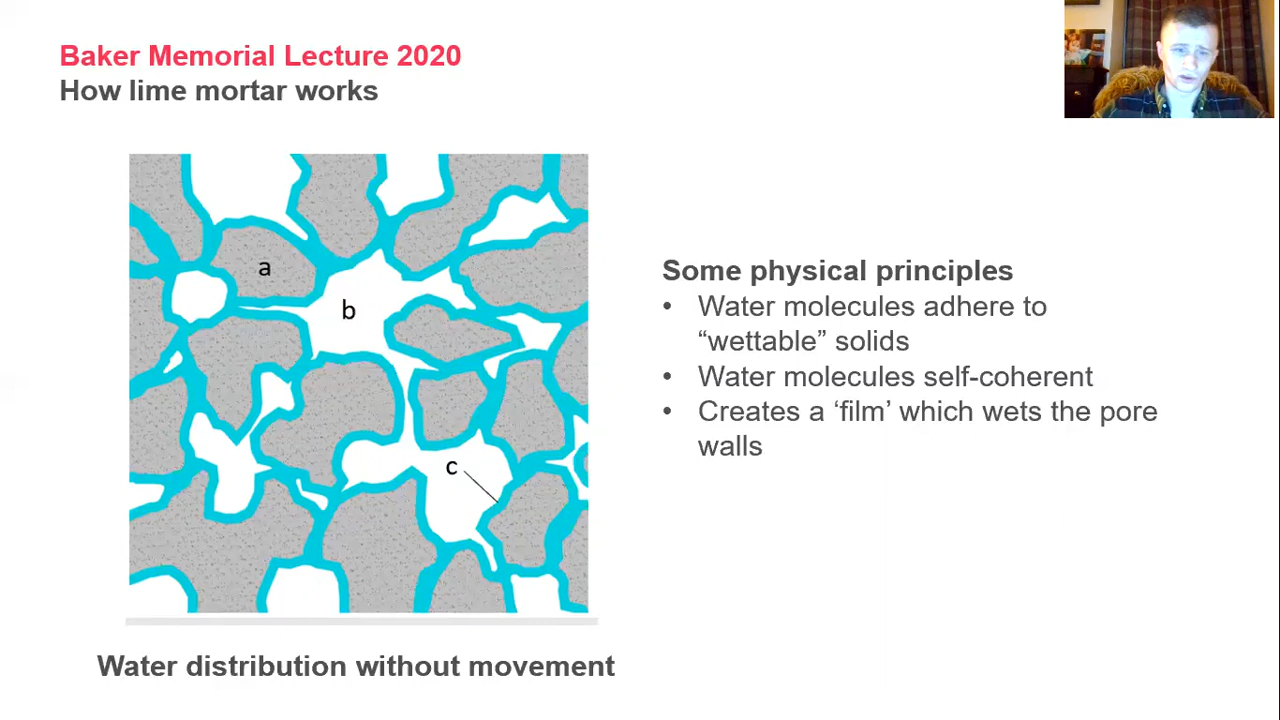 Baker Memorial Lecture 2020
How lime mortar works
a
b
c
Some physical principles
• Water molecules adhere to
“wettable” solids
• Water molecules self-coherent
• Creates a ‘film’ which wets the pore
walls
Water distribution without movement